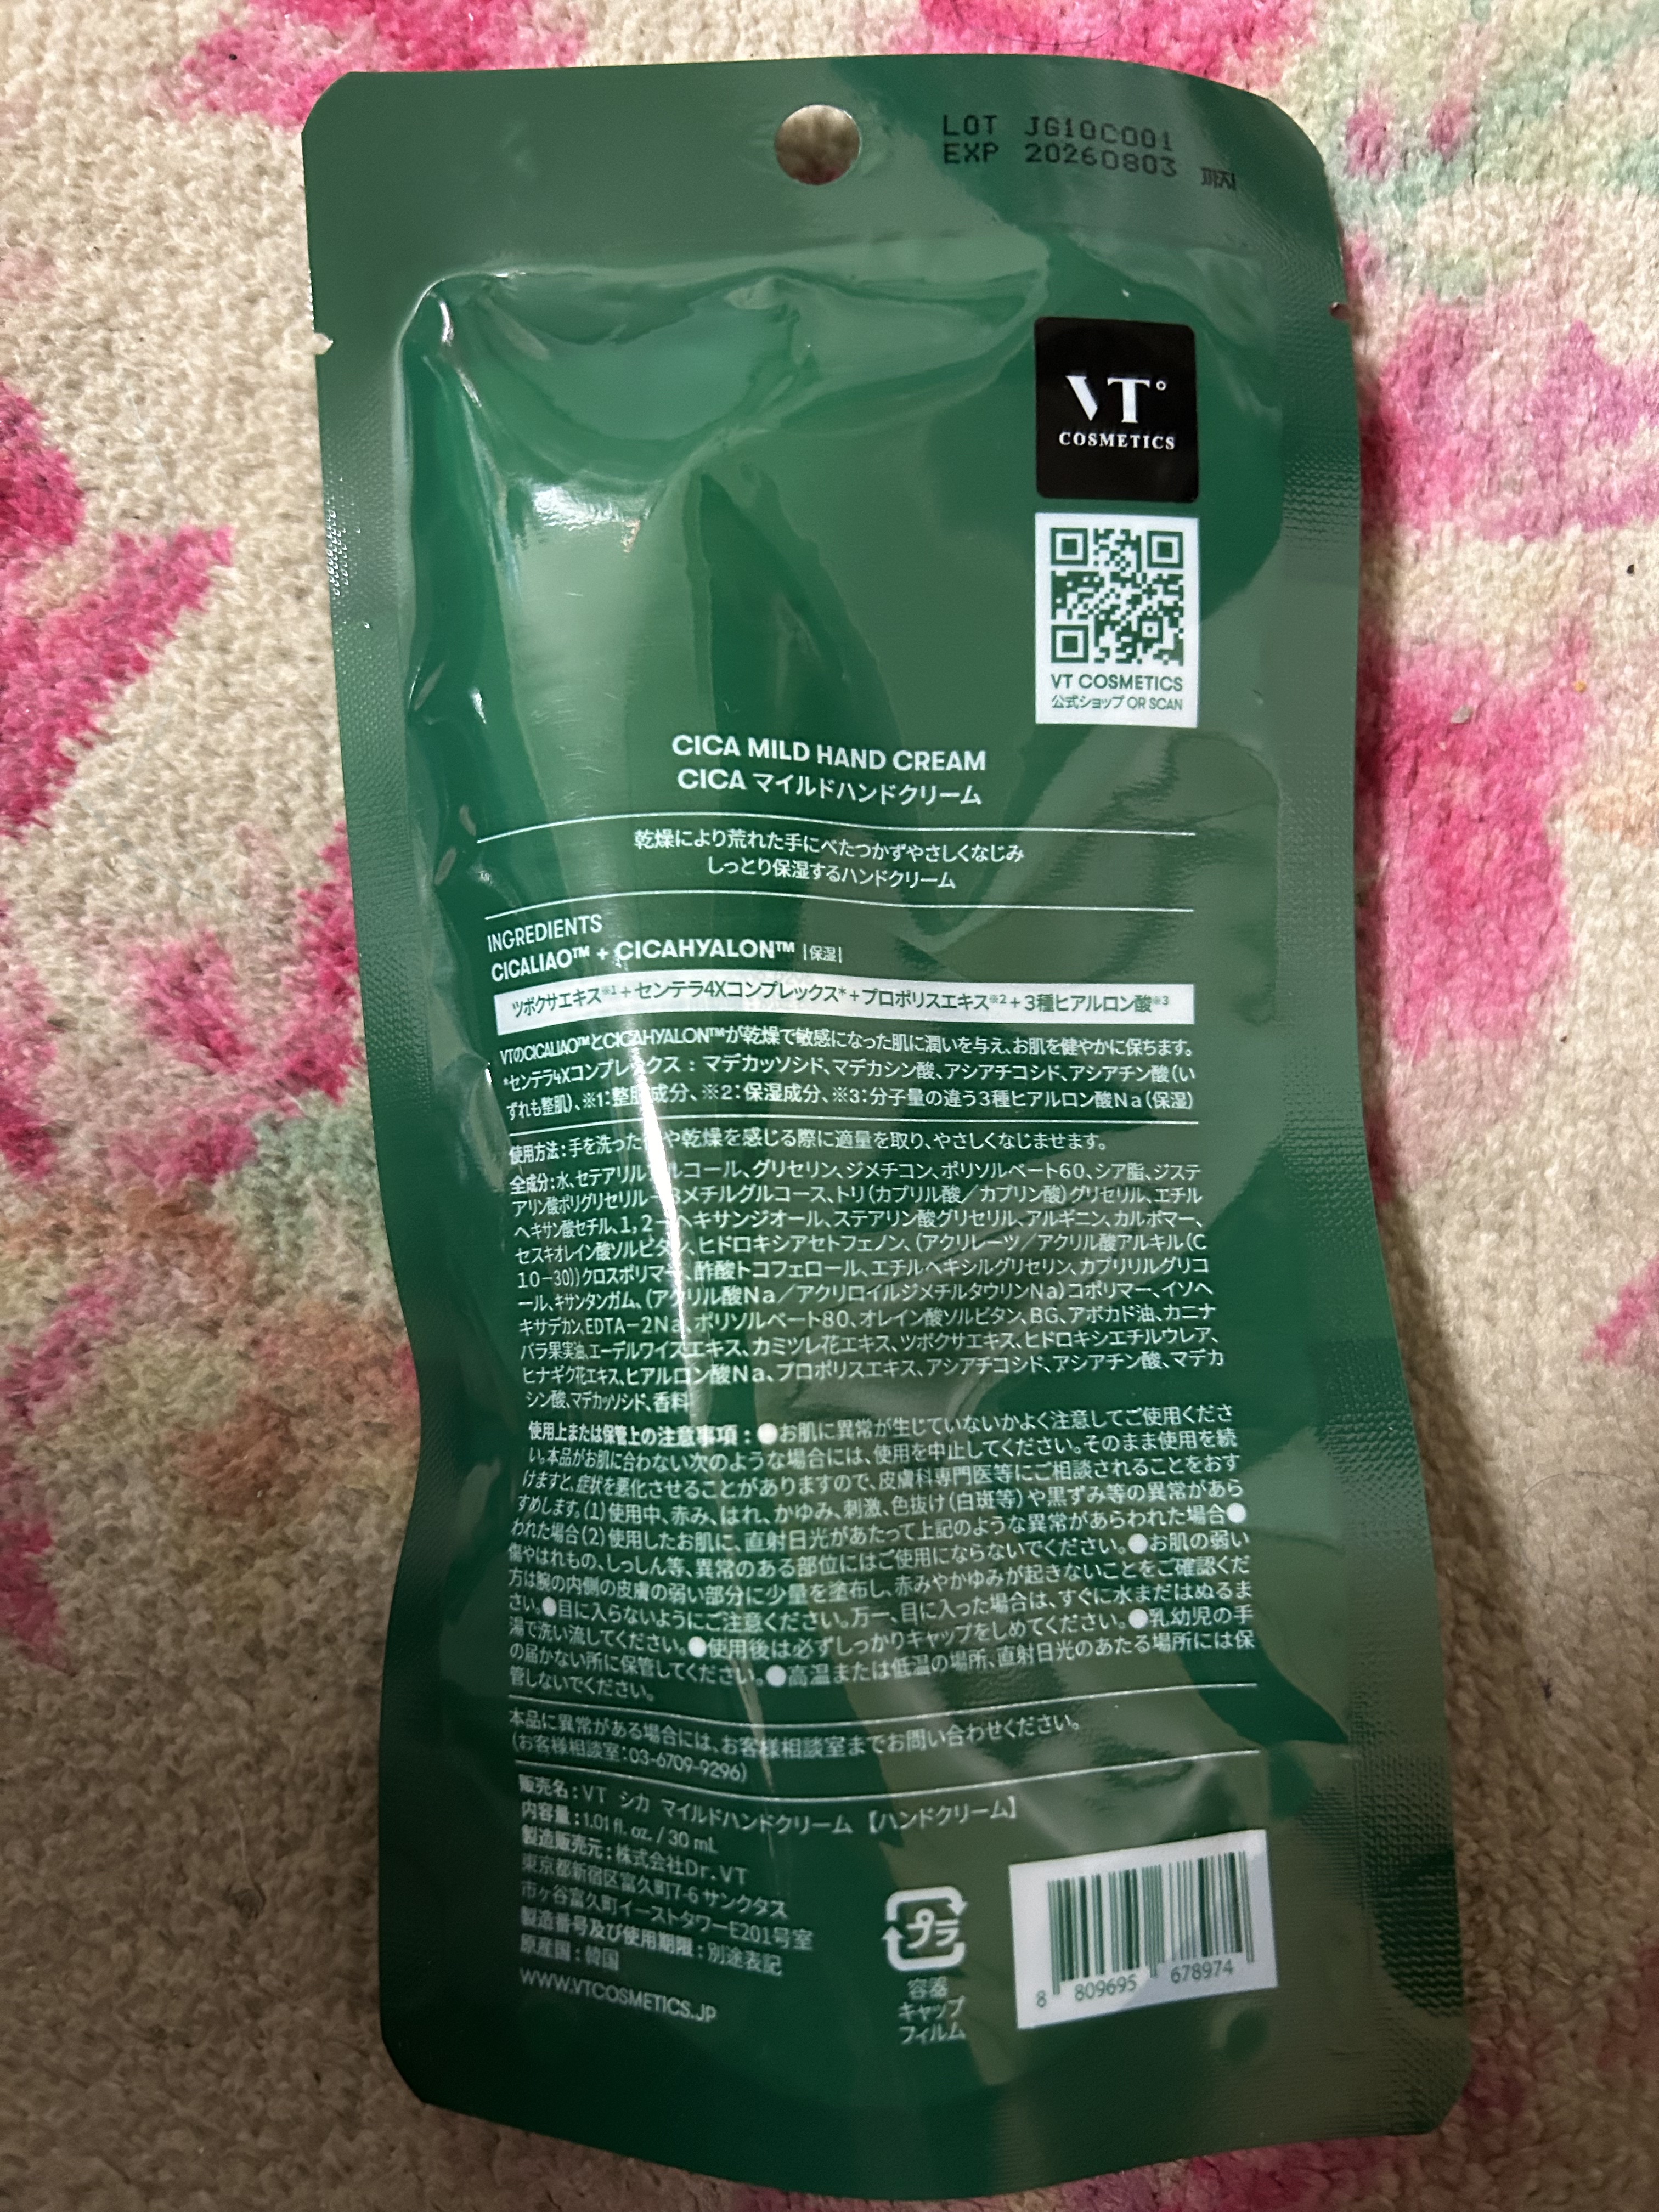 LOT JG10C001
EXP 20260803 까지
VT°
COSMETICS
VT COSMETICS
公式ショップ OR SCAN
CICA MILD HAND CREAM
CICA マイルドハンドクリーム
乾燥により荒れた手にべたつかずやさしくなじみ
しっとり保湿するハンドクリーム
INGREDIENTS
CICALIAO™ + CICAHYALON™ |保湿|
ツボクサエキス※1 + センテラ4Xコンプレックス* + プロポリスエキス※2 + 3種ヒアルロン酸※3
VTのCICALIAO™とCICAHYALON™が乾燥で敏感になった肌に潤いを与え、お肌を健やかに保ちます。
*センテラ4Xコンプレックス : マデカッソシド、マデカシン酸、アシアチコシド、アシアチン酸（い
ずれも整肌）、※1:整肌成分、※2:保湿成分、※3:分子量の違う3種ヒアルロン酸Na（保湿）
使用方法 : 手を洗った や乾燥を感じる際に適量を取り、やさしくなじませます。
全成分 : 水、セテアリルアルコール、グリセリン、ジメチコン、ポリソルベート60、シア脂、ジステ
アリン酸ポリグリセリル－3メチルグルコース、トリ（カプリル酸／カプリン酸）グリセリル、エチル
ヘキサン酸セチル、1，2－ヘキサンジオール、ステアリン酸グリセリル、アルギニン、カルボマー、
セスキオレイン酸ソルビタン、ヒドロキシアセトフェノン、（アクリレーツ／アクリル酸アルキル（C
10－30））クロスポリマー、酢酸トコフェロール、エチルヘキシルグリセリン、カプリリルグリコ
ール、キサンタンガム、（アクリル酸Na／アクリロイルジメチルタウリンNa）コポリマー、イソヘ
キサデカン、EDTA－2Na、ポリソルベート80、オレイン酸ソルビタン、BG、アボカド油、カニナ
バラ果実油、エーデルワイスエキス、カミツレ花エキス、ツボクサエキス、ヒドロキシエチルウレア、
ヒナギク花エキス、ヒアルロン酸Na、プロポリスエキス、アシアチコシド、アシアチン酸、マデカ
シン酸、マデカッソシド、香料
使用上または保管上の注意事項 : ●お肌に異常が生じていないかよく注意してご使用くださ
い。本品がお肌に合わない次のような場合には、使用を中止してください。そのまま使用を続
けますと、症状を悪化させることがありますので、皮膚科専門医等にご相談されることをおす
すめします。（1）使用中、赤み、はれ、かゆみ、刺激、色抜け（白斑等）や黒ずみ等の異常があら
われた場合（2）使用したお肌に、直射日光があたって上記のような異常があらわれた場合●
傷やはれもの、しっしん等、異常のある部位にはご使用にならないでください。●お肌の弱い
方は腕の内側の皮膚の弱い部分に少量を塗布し、赤みやかゆみが起きないことをご確認くだ
さい。●目に入らないようにご注意ください。万一、目に入った場合は、すぐに水まだはぬるま
湯で洗い流してください。●使用後は必ずしっかりキャップをしめてください。●乳幼児の手
の届かない所に保管してください。●高温または低温の場所、直射日光のあたる場所には保
管しないでください。
本品に異常がある場合には、お客様相談室までお問い合わせください。
（お客様相談室 : 03-6709-9296）
販売名 : VT シカ マイルドハンドクリーム 【ハンドクリーム】
内容量 : 1.01 fl. oz. / 30 mL
製造販売元 : 株式会社Dr. VT
東京都新宿区富久町7-6 サンクタス
市ヶ谷富久町イーストタワーE201号室
製造番号及び使用期限 : 別途表記
原産国 : 韓国
WWW.VTCOSMETICS.JP
プラ
容器
キャップ
フィルム
8 809695 678974